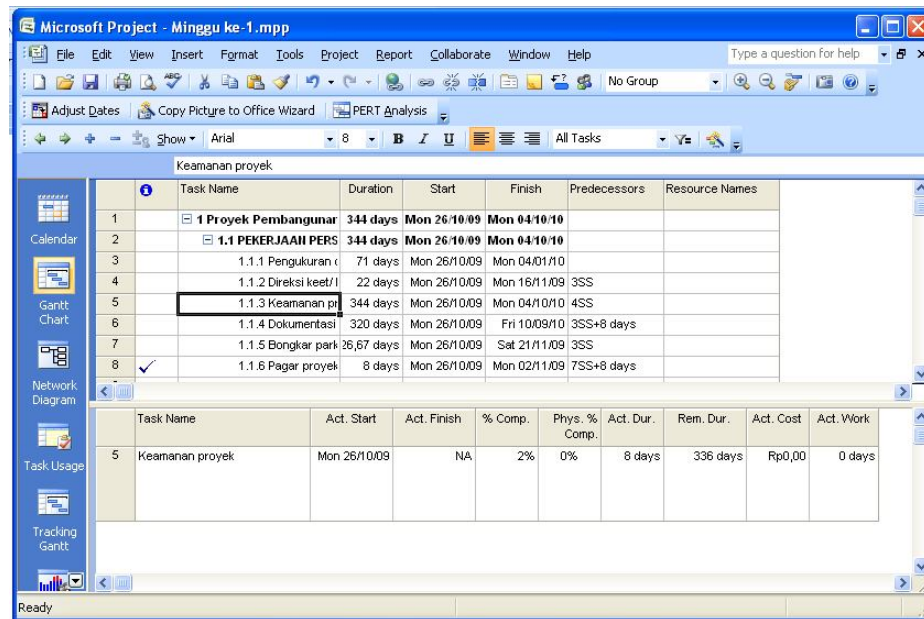 Microsoft Project - Minggu ke-1.mpp
File Edit View Insert Format Tools Project Report Collaborate Window Help Type a question for help
No Group
Adjust Dates Copy Picture to Office Wizard PERT Analysis
Show Arial 8 B I U All Tasks
Keamanan proyek
Task Name Duration Start Finish Predecessors Resource Names
1 1 Proyek Pembangunar 344 days Mon 26/10/09 Mon 04/10/10
2 1.1 PEKERJAAN PERS 344 days Mon 26/10/09 Mon 04/10/10
3 1.1.1 Pengukuran 71 days Mon 26/10/09 Mon 04/01/10
4 1.1.2 Direksi keet/ 22 days Mon 26/10/09 Mon 16/11/09 3SS
5 1.1.3 Keamanan pr 344 days Mon 26/10/09 Mon 04/10/10 4SS
6 1.1.4 Dokumentasi 320 days Mon 26/10/09 Fri 10/09/10 3SS+8 days
7 1.1.5 Bongkar park 26,67 days Mon 26/10/09 Sat 21/11/09 3SS
8 1.1.6 Pagar proyek 8 days Mon 26/10/09 Mon 02/11/09 7SS+8 days
Calendar
Gantt
Chart
Network
Diagram
Task Usage
Tracking
Gantt
Task Name Act. Start Act. Finish % Comp. Phys. % Comp. Act. Dur. Rem. Dur. Act. Cost Act. Work
5 Keamanan proyek Mon 26/10/09 NA 2% 0% 8 days 336 days Rp0,00 0 days
Ready